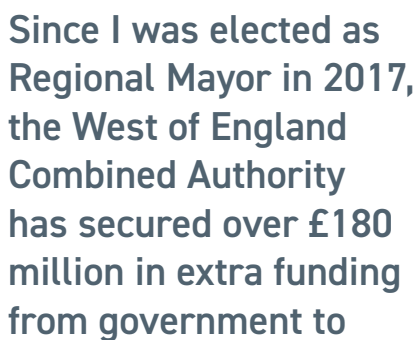 Since I was elected as
Regional Mayor in 2017,
the West of England
Combined Authority
has secured over £180
million in extra funding
from government to